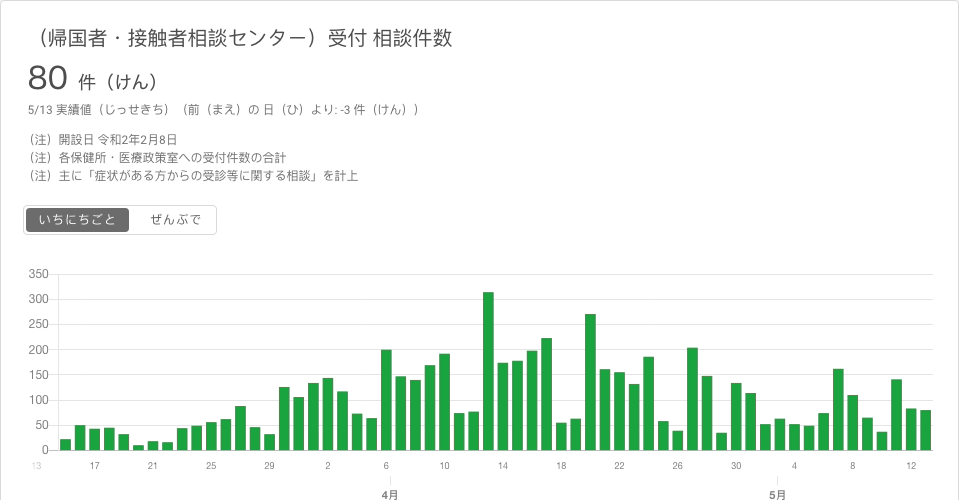 （帰国者・接触者相談センター）受付 相談件数
80 件（けん）
5/13 実績値（じっせきち）（前（まえ）の 日（ひ）より: -3 件（けん））
（注）開設日 令和2年2月8日
（注）各保健所・医療政策室への受付件数の合計
（注）主に「症状がある方からの受診等に関する相談」を計上
いちにちごと ぜんぶで
350
300
250
200
150
100
50
0
13 17 21 25 29 2 6 10 14 18 22 26 30 4 8 12
4月 5月